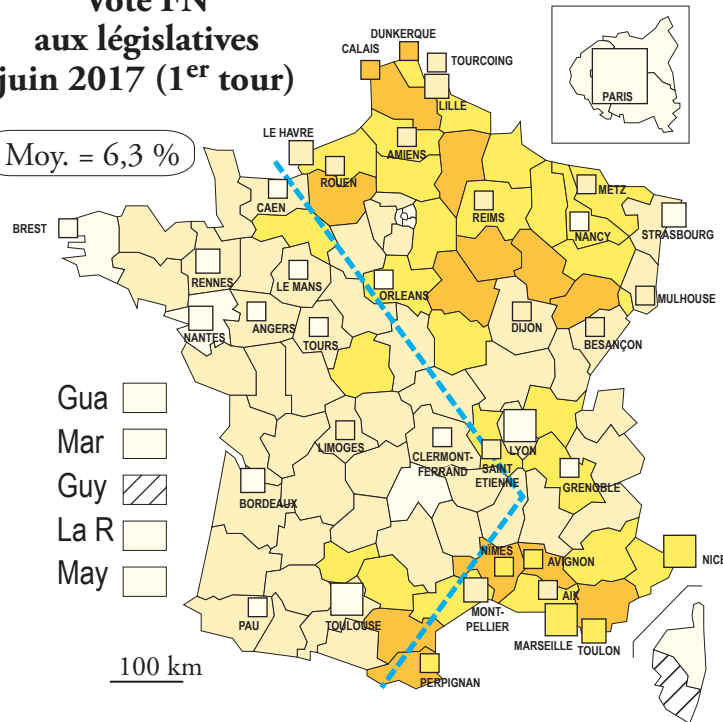 Vote FN
aux législatives
juin 2017 (1er tour)
Moy. = 6,3 %
DUNKERQUE
CALAIS
TOURCOING
LILLE
PARIS
LE HAVRE
AMIENS
ROUEN
METZ
CAEN
REIMS
BREST
NANCY
STRASBOURG
RENNES
LE MANS
ORLEANS
MULHOUSE
NANTES
ANGERS
TOURS
DIJON
BESANÇON
Gua
Mar
Guy
La R
May
LIMOGES
CLERMONT-
FERRAND
LYON
SAINT
ETIENNE
GRENOBLE
BORDEAUX
NÎMES
AVIGNON
NICE
AIX
PAU
TOULOUSE
MONT-
PELLIER
MARSEILLE
TOULON
PERPIGNAN
100 km